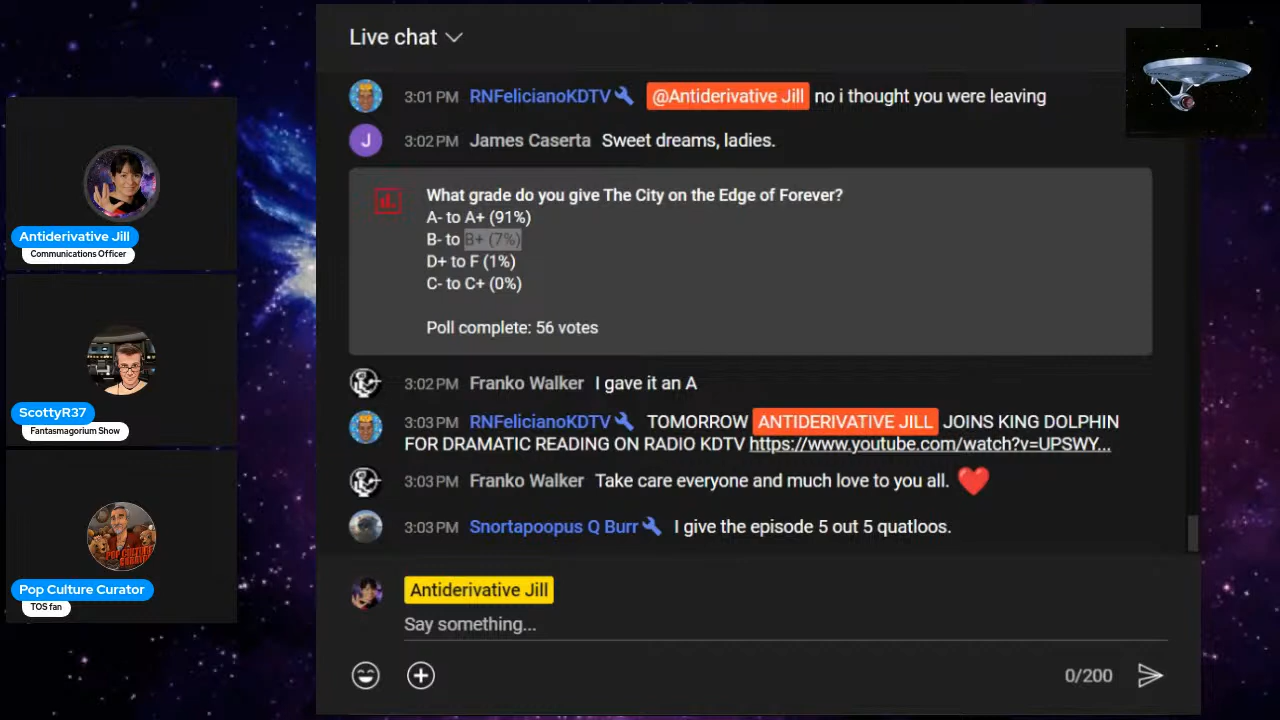 Live chat
3:01 PM RNFelicianoKDTV @Antiderivative Jill no i thought you were leaving
J 3:02 PM James Caserta Sweet dreams, ladies.
What grade do you give The City on the Edge of Forever?
A- to A+ (91%)
B- to B+ (7%)
D+ to F (1%)
C- to C+ (0%)
Poll complete: 56 votes
3:02 PM Franko Walker I gave it an A
3:03 PM RNFelicianoKDTV TOMORROW ANTIDERIVATIVE JILL JOINS KING DOLPHIN
FOR DRAMATIC READING ON RADIO KDTV https://www.youtube.com/watch?v=UPSWY...
3:03 PM Franko Walker Take care everyone and much love to you all.
3:03 PM Snortapoopus Q Burr I give the episode 5 out 5 quatloos.
Antiderivative Jill
Say something...
0/200
Antiderivative Jill
Communications Officer
ScottyR37
Fantasmagorium Show
POP CULTURE
CURATOR
Pop Culture Curator
TOS fan